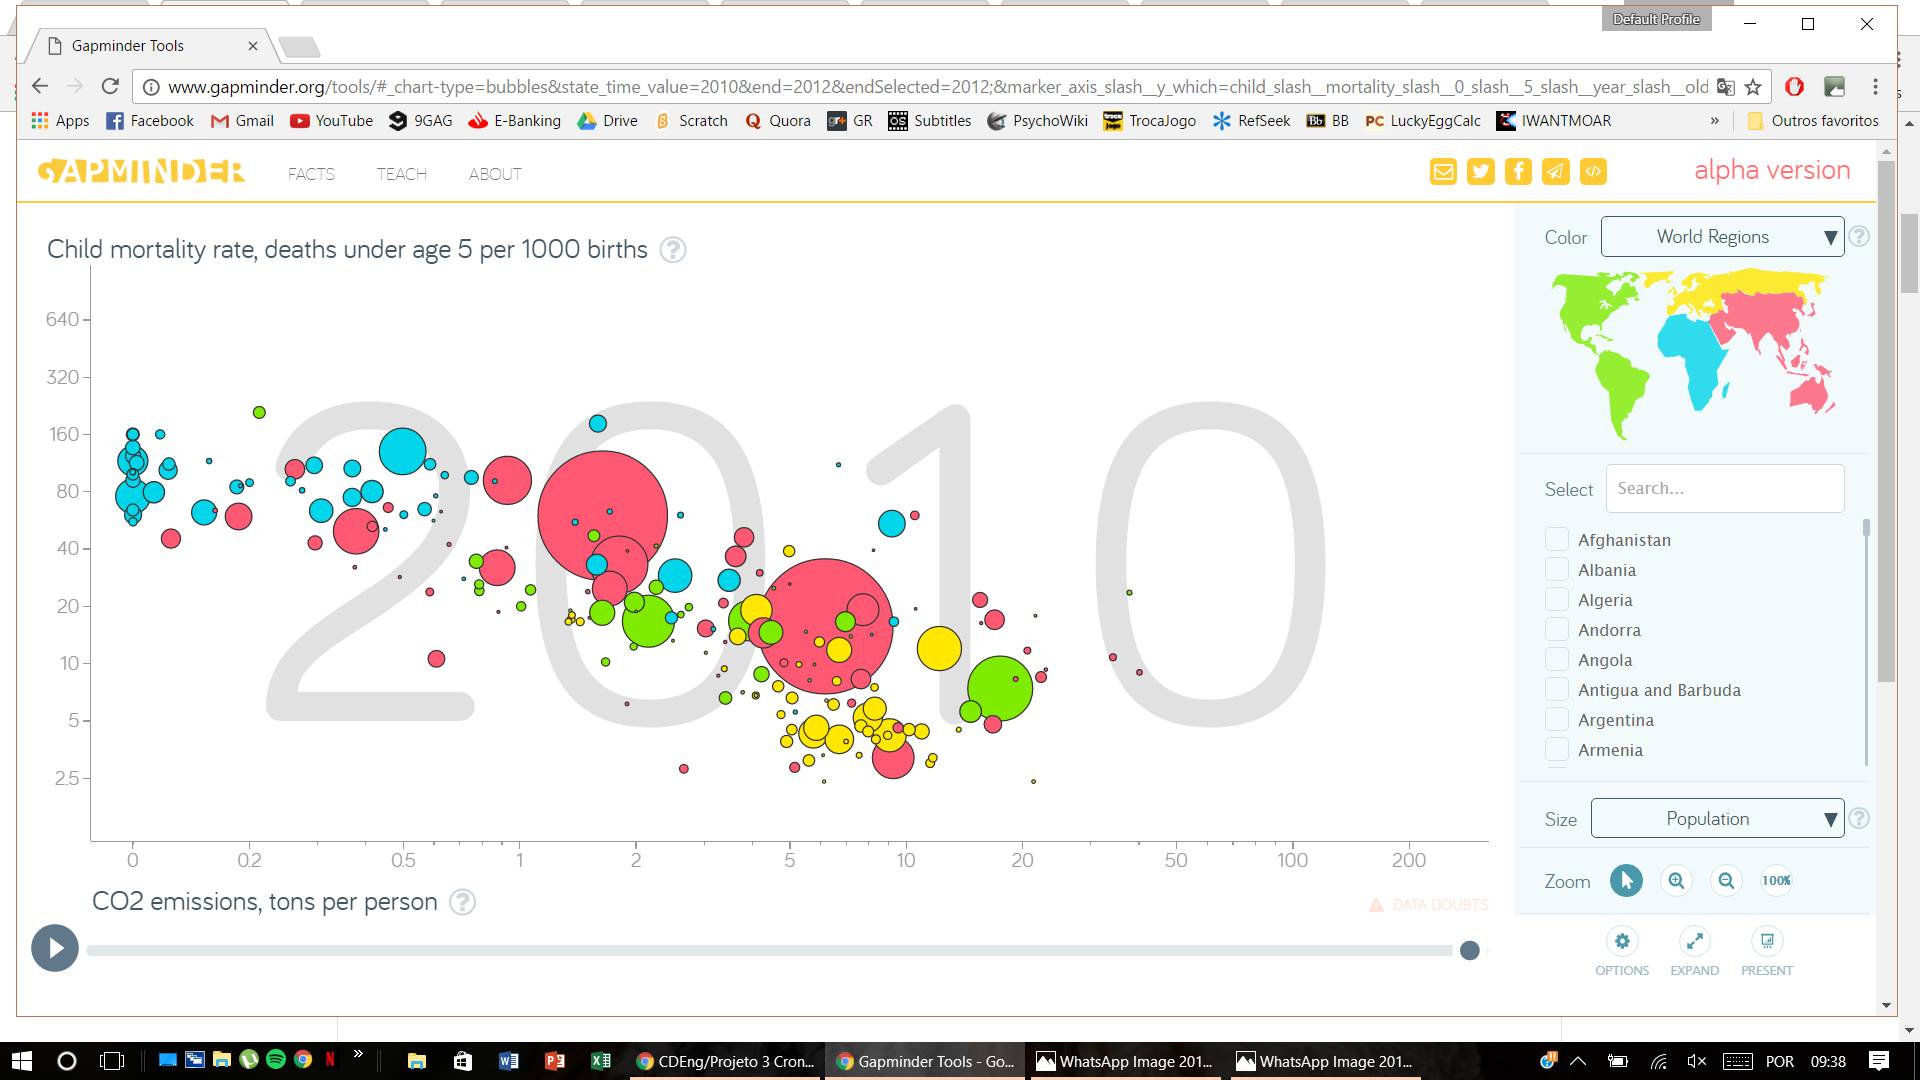 Default Profile
Gapminder Tools
www.gapminder.org/tools/#_chart-type=bubbles&state_time_value=2010&end=2012&endSelected=2012;&marker_axis_slash__y_which=child_slash__mortality_slash__0_slash__5_slash__year_slash__old
Apps Facebook Gmail YouTube 9GAG E-Banking Drive Scratch Quora GR Subtitles PsychoWiki TrocaJogo RefSeek BB LuckyEggCalc IWANTMOAR » Outros favoritos
GAPMINDER FACTS TEACH ABOUT alpha version
Child mortality rate, deaths under age 5 per 1000 births ?
Color World Regions ?
640
320
160
80
40
20
10
5
2.5
2010
0 0.2 0.5 1 2 5 10 20 50 100 200
CO2 emissions, tons per person ?
DATA DOUBTS
Select Search...
Afghanistan
Albania
Algeria
Andorra
Angola
Antigua and Barbuda
Argentina
Armenia
Size Population ?
Zoom 100%
OPTIONS EXPAND PRESENT
CDEng/Projeto 3 Cron... Gapminder Tools - Go... WhatsApp Image 201... WhatsApp Image 201... POR 09:38